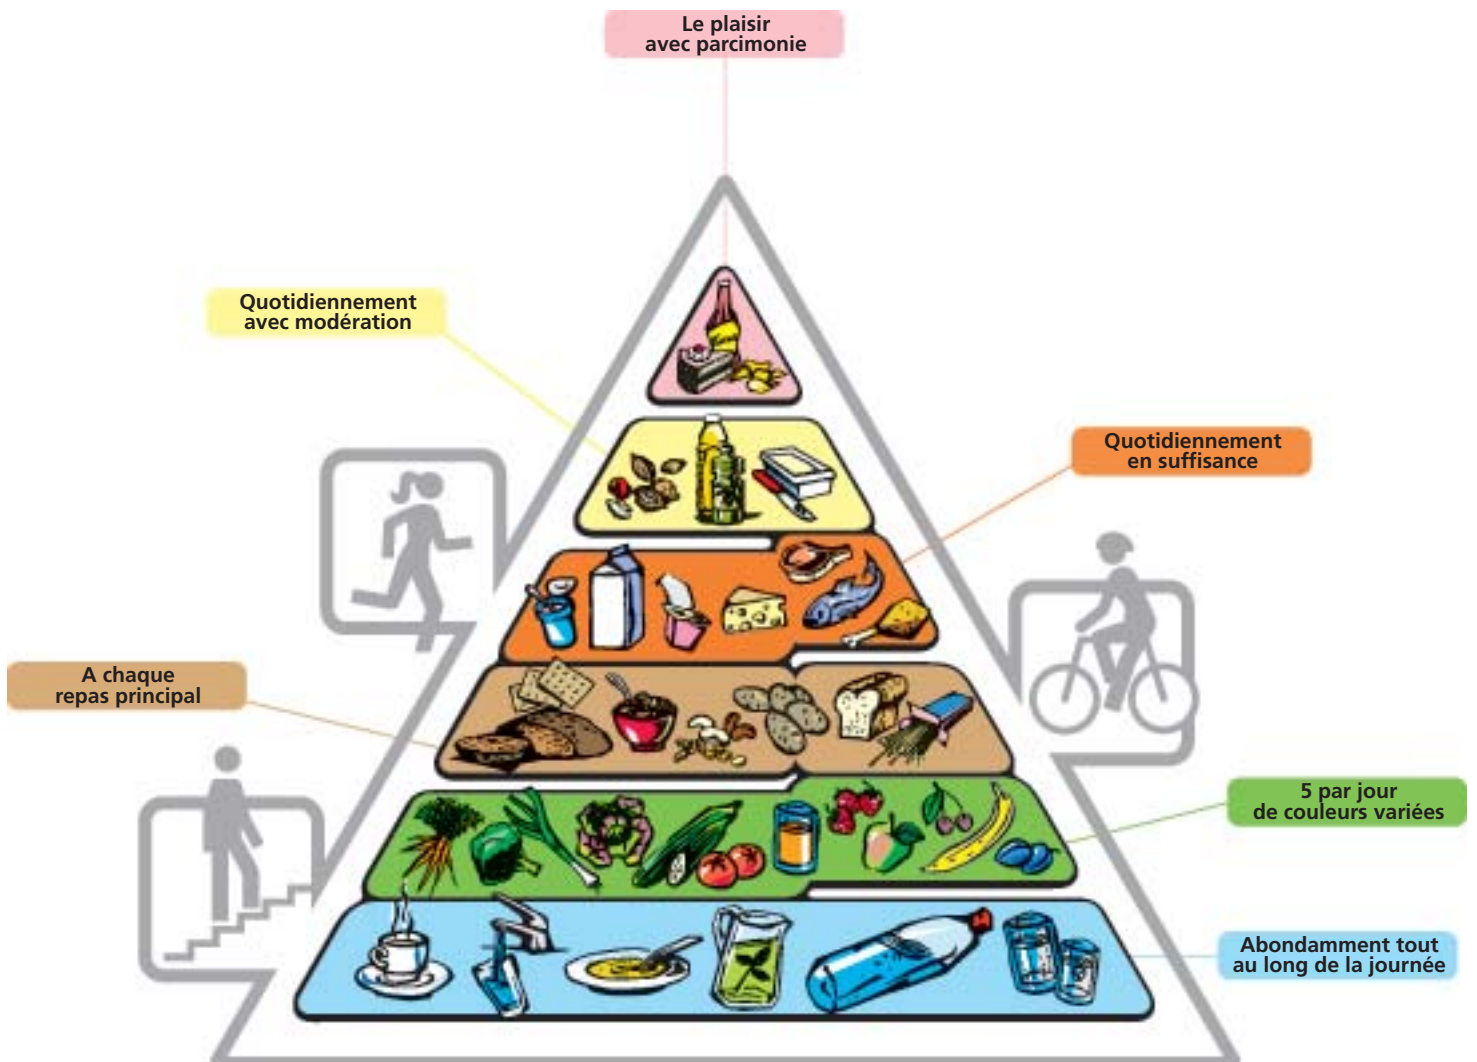 Le plaisir
avec parcimonie
Quotidiennement
avec modération
Quotidiennement
en suffisance
A chaque
repas principal
5 par jour
de couleurs variées
Abondamment tout
au long de la journée